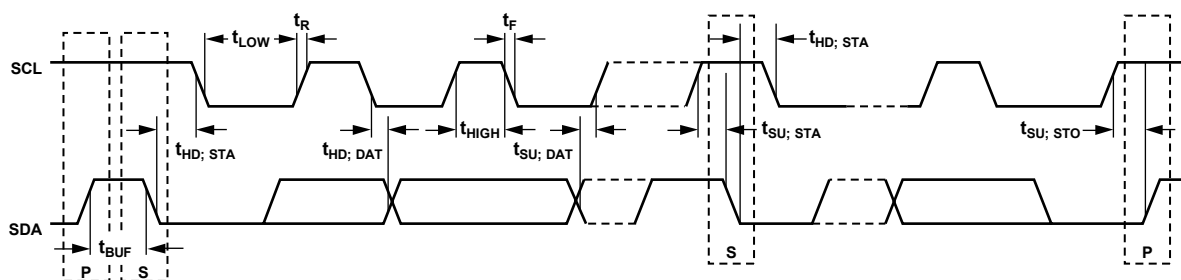 tR
tF
tLOW
tHD; STA
SCL
tHD; STA
tHD; DAT
tHIGH
tSU; DAT
tSU; STA
tSU; STO
SDA
tBUF
P
S
S
P